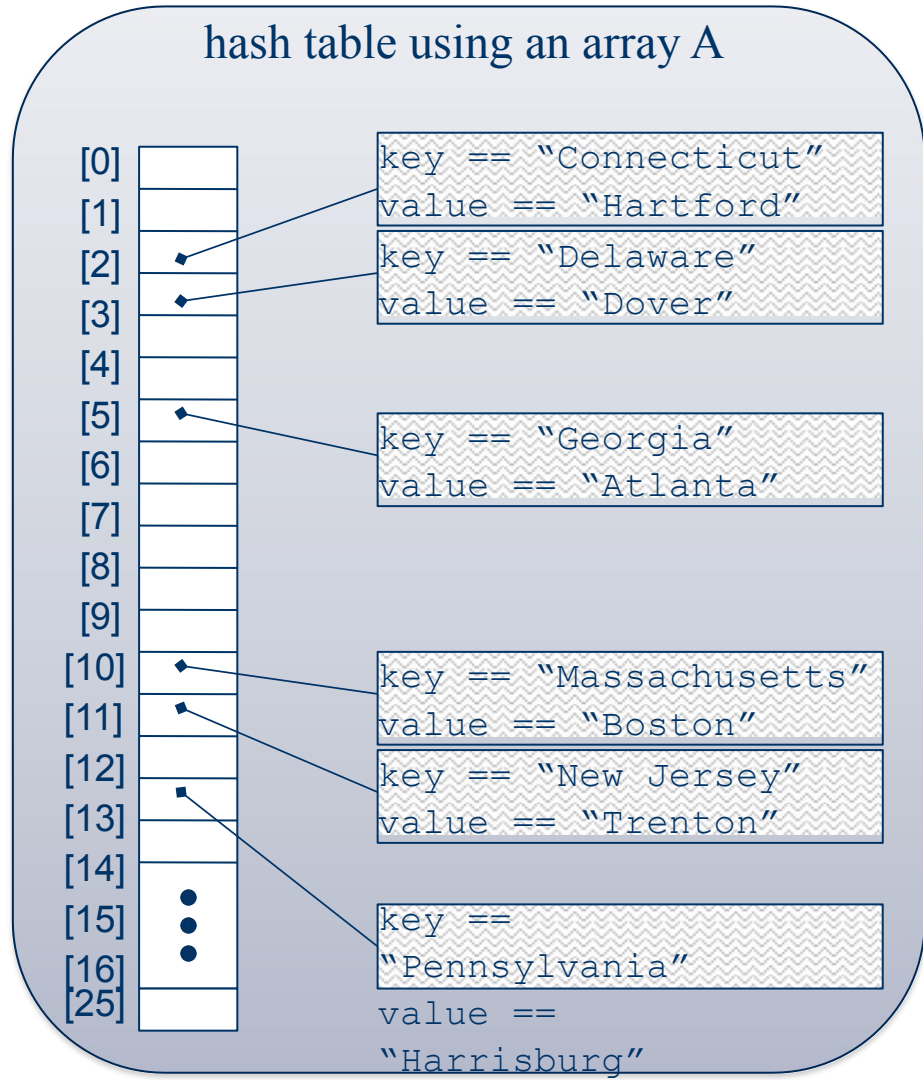 hash table using an array A
[0]
[1]
[2]
[3]
[4]
[5]
[6]
[7]
[8]
[9]
[10]
[11]
[12]
[13]
[14]
[15]
[16]
[25]
key == “Connecticut”
value == “Hartford”
key == “Delaware”
value == “Dover”
key == “Georgia”
value == “Atlanta”
key == “Massachusetts”
value == “Boston”
key == “New Jersey”
value == “Trenton”
key ==
“Pennsylvania”
value ==
“Harrisburg”